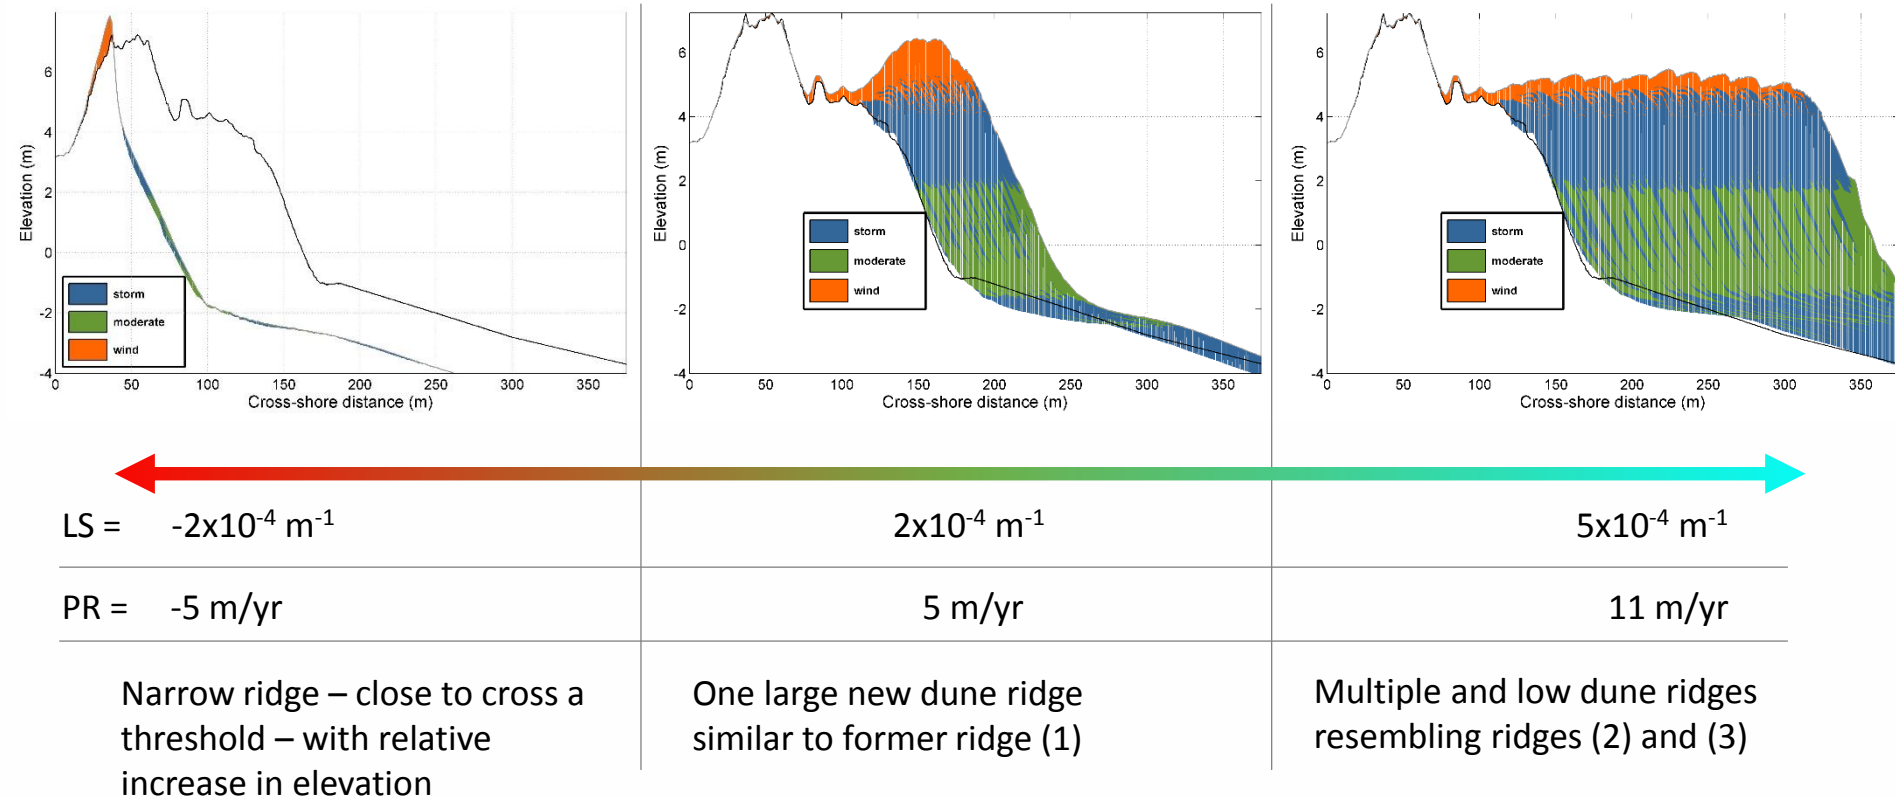 6
4
2
0
-2
-4
0 50 100 150 200 250 300 350
Elevation (m)
Cross-shore distance (m)
storm
moderate
wind
6
4
2
0
-2
-4
0 50 100 150 200 250 300 350
Elevation (m)
Cross-shore distance (m)
storm
moderate
wind
6
4
2
0
-2
-4
0 50 100 150 200 250 300 350
Elevation (m)
Cross-shore distance (m)
storm
moderate
wind
LS = -2x10⁻⁴ m⁻¹ 2x10⁻⁴ m⁻¹ 5x10⁻⁴ m⁻¹
PR = -5 m/yr 5 m/yr 11 m/yr
Narrow ridge – close to cross a
threshold – with relative
increase in elevation
One large new dune ridge
similar to former ridge (1)
Multiple and low dune ridges
resembling ridges (2) and (3)